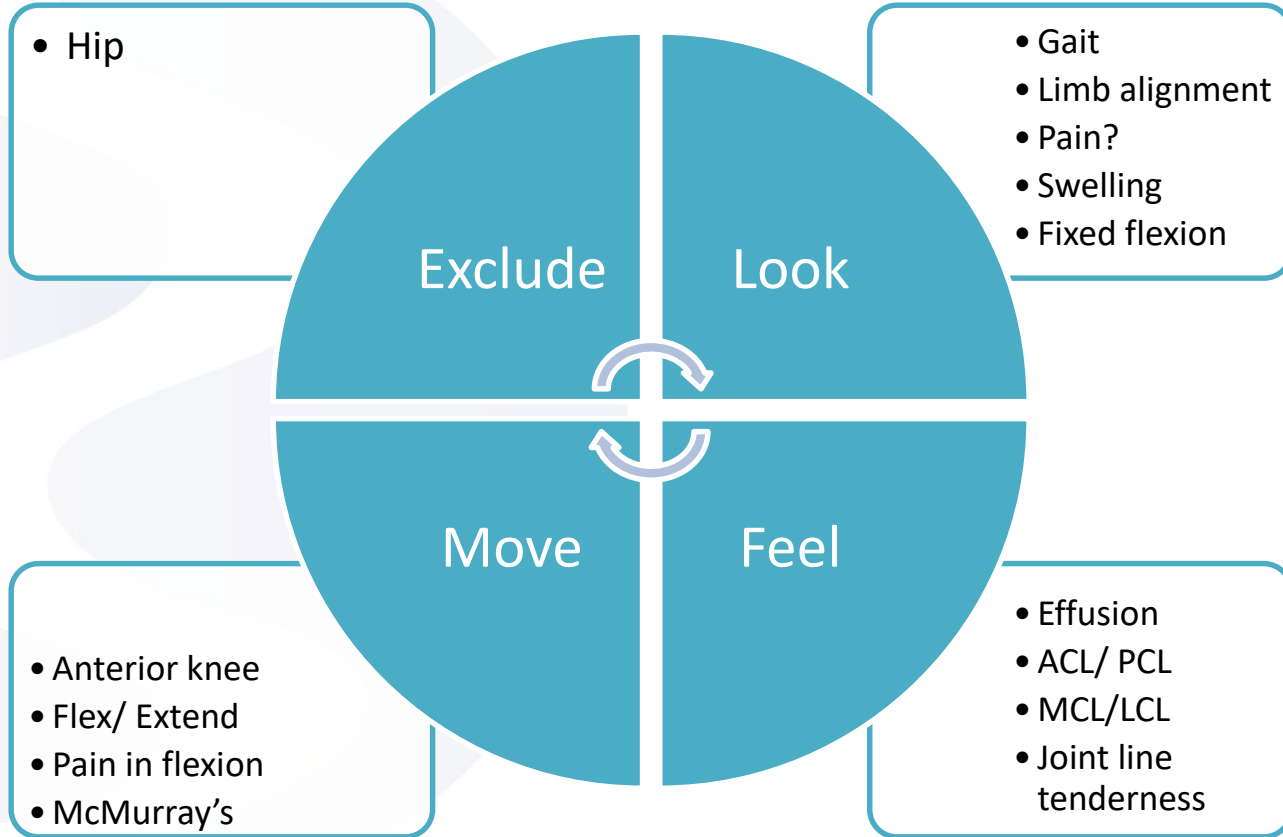 • Hip
• Gait
• Limb alignment
• Pain?
• Swelling
• Fixed flexion
Exclude
Look
Move
Feel
• Anterior knee
• Flex/ Extend
• Pain in flexion
• McMurray’s
• Effusion
• ACL/ PCL
• MCL/LCL
• Joint line
tenderness